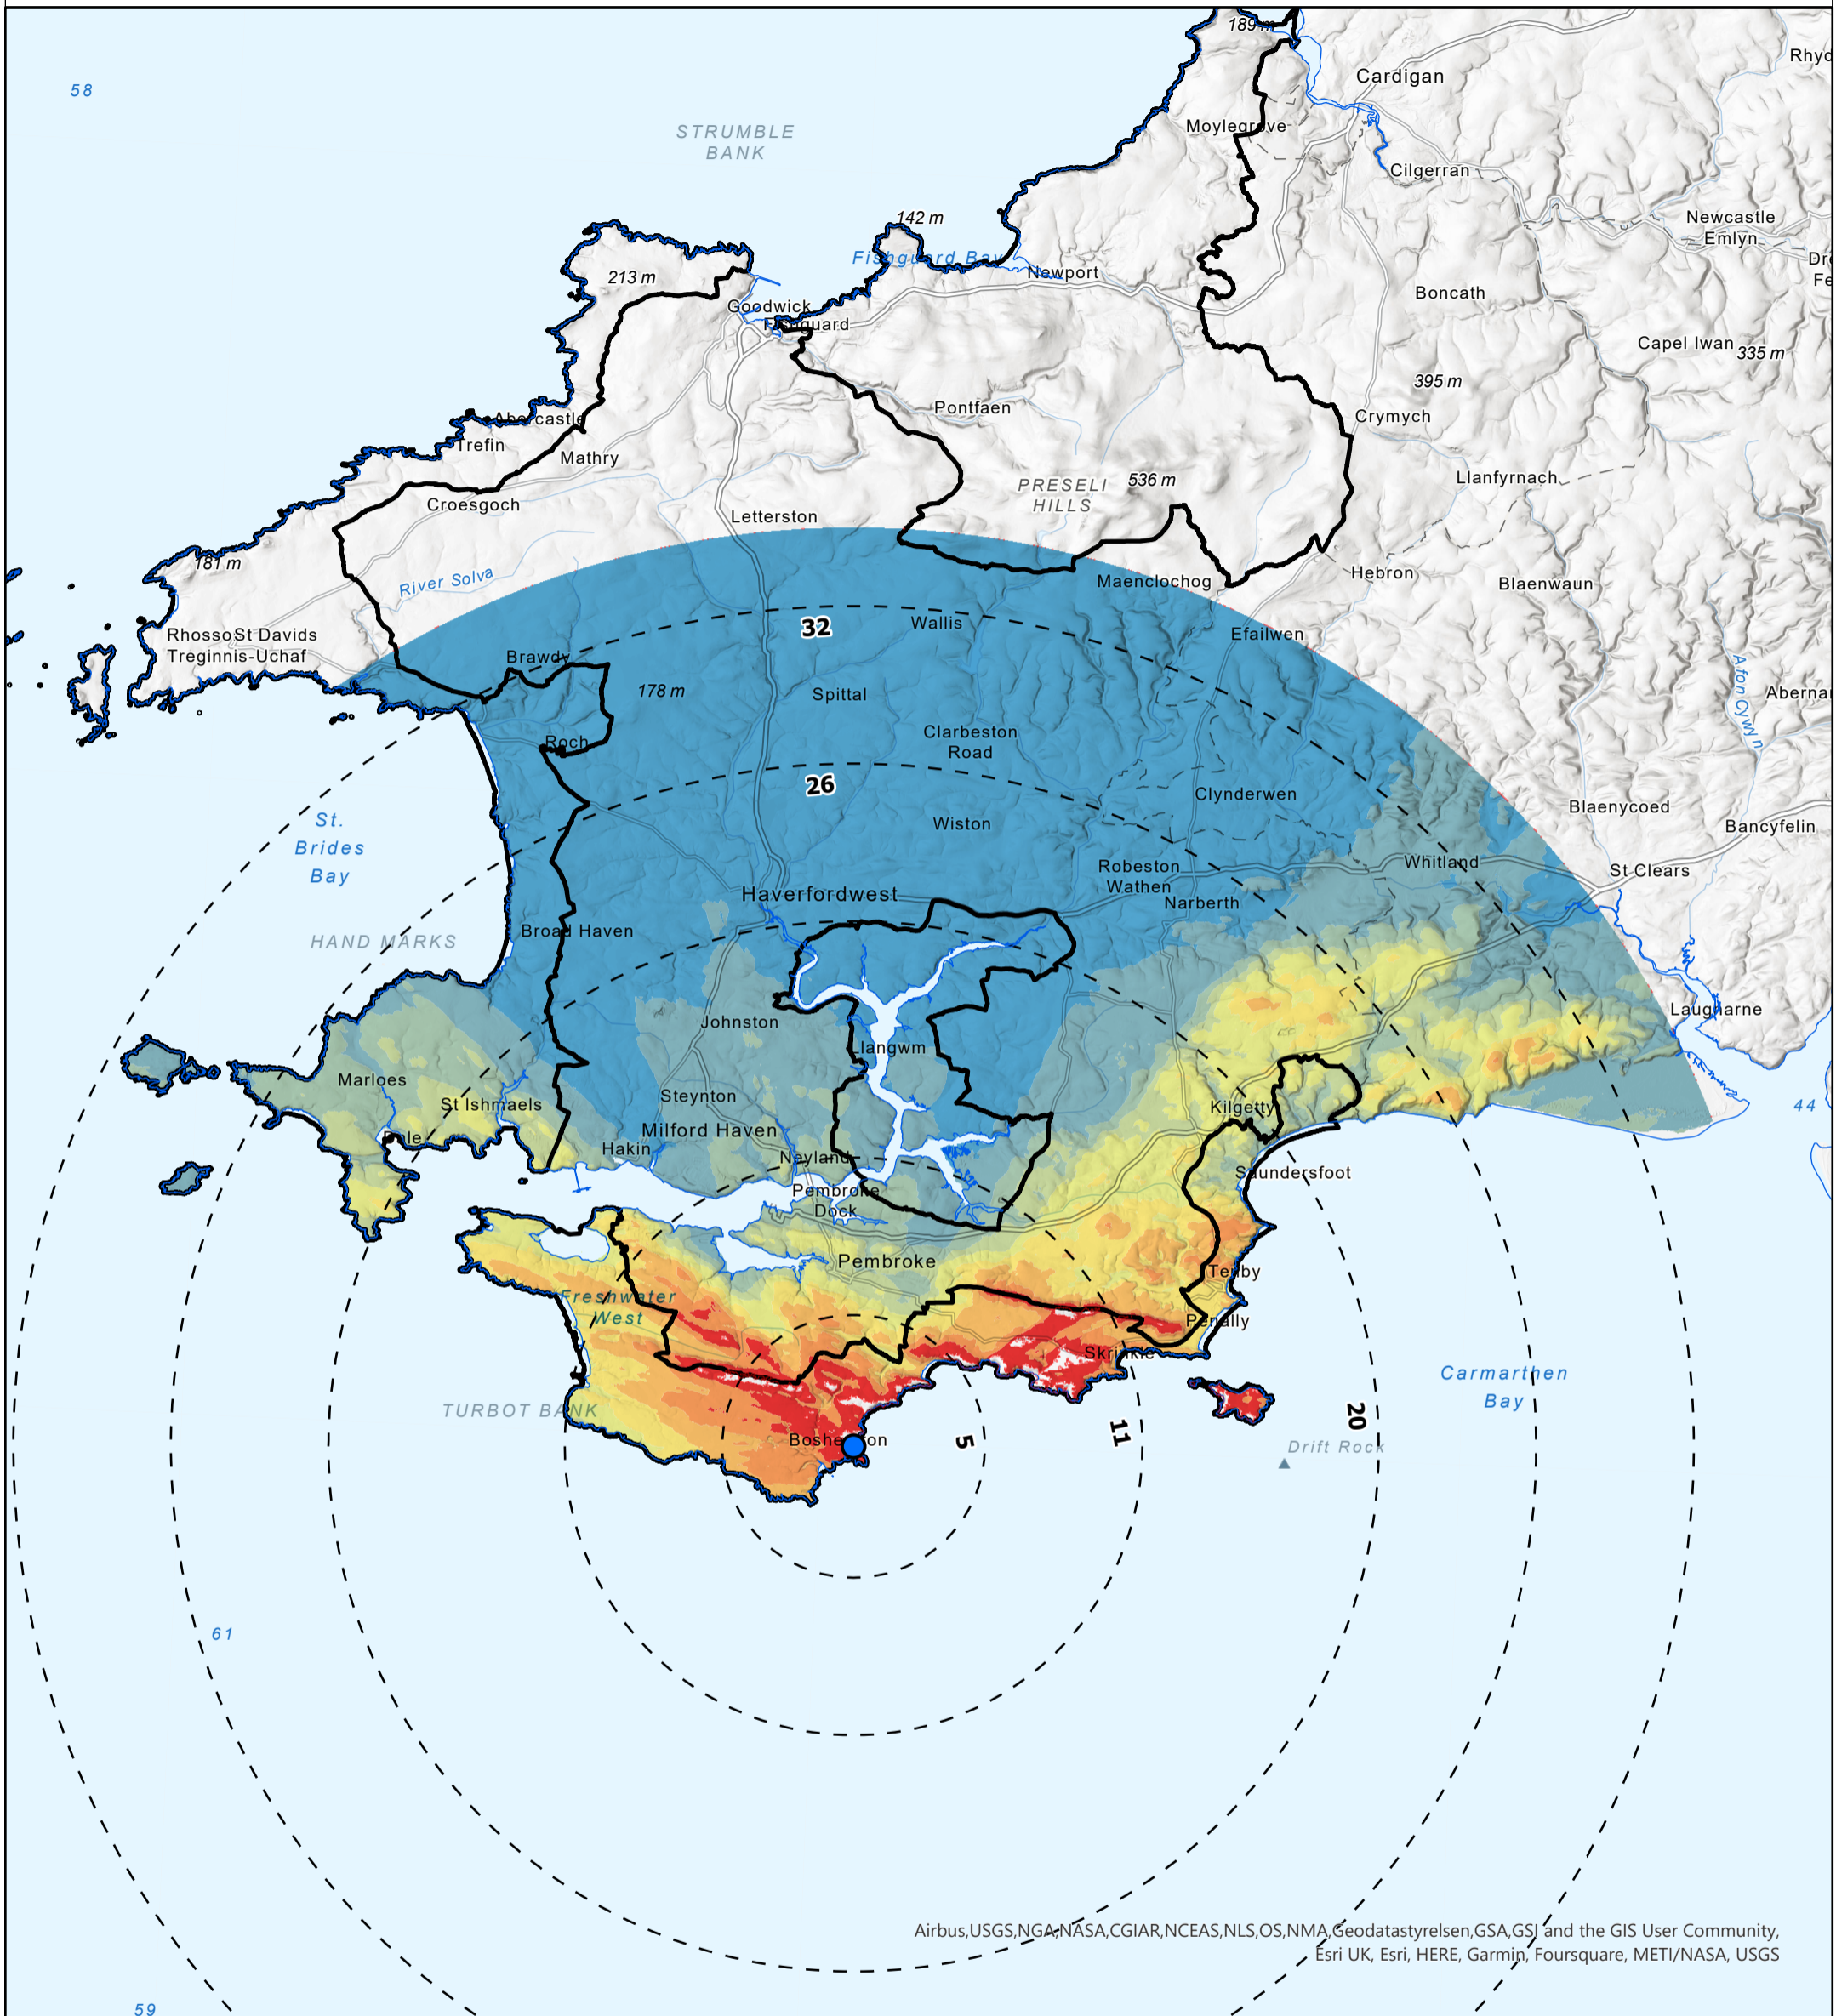 189 m
Rhyd
Cardigan
58
Moylegrove
STRUMBLE
BANK
Cilgerran
142 m
Newcastle
Emlyn
Fishguard Bay
Newport
Dre
Fe
213 m
Boncath
Goodwick
Fishguard
Capel Iwan
335 m
395 m
Pontfaen
Crymych
Abercastle
Trefin
Mathry
Llanfyrnach
PRESELI
HILLS
536 m
Croesgoch
Letterston
181 m
River Solva
Maenclochog
Hebron
Blaenwaun
Rhosso
St Davids
Treginnis-Uchaf
32
Wallis
Efailwen
Brawdy
178 m
Spittal
Afon Cywyn
Abernan
Roch
Clarbeston
Road
26
Clynderwen
Blaenycoed
St.
Brides
Bay
Wiston
Bancyfelin
Robeston
Wathen
Whitland
St Clears
Haverfordwest
Narberth
Broad Haven
HAND MARKS
Johnston
Laugharne
Llangwm
Marloes
Steynton
St Ishmaels
Kilgetty
44
Dale
Milford Haven
Hakin
Neyland
Saundersfoot
Pembroke
Dock
Pembroke
Tenby
Freshwater
West
Penally
Skrinkle
Carmarthen
Bay
TURBOT BANK
Bosherston
5
11
20
Drift Rock
61
Airbus,USGS,NGA,NASA,CGIAR,NCEAS,NLS,OS,NMA,Geodatastyrelsen,GSA,GSI and the GIS User Community,
Esri UK, Esri, HERE, Garmin, Foursquare, METI/NASA, USGS
59